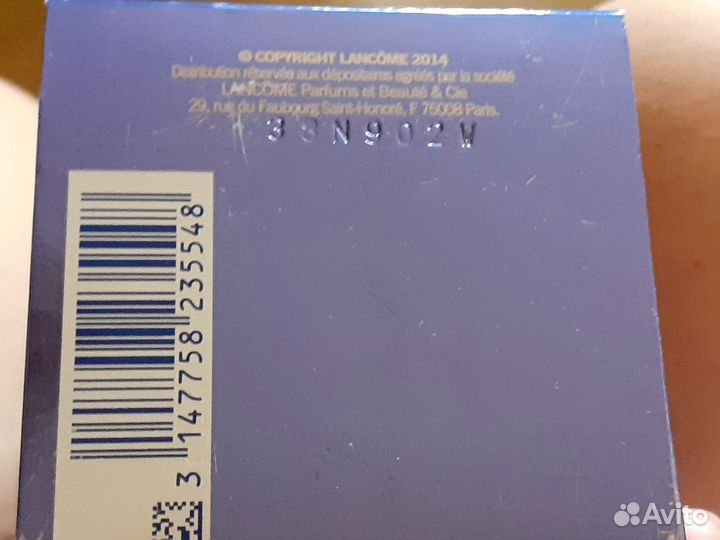 © COPYRIGHT LANCÔME 2014
Distribution réservée aux dépositaires agréés par la société
LANCÔME Parfums et Beauté & Cie
29, rue du Faubourg Saint-Honoré, F 75008 Paris.
38N902W
3 147758 235548
Avito